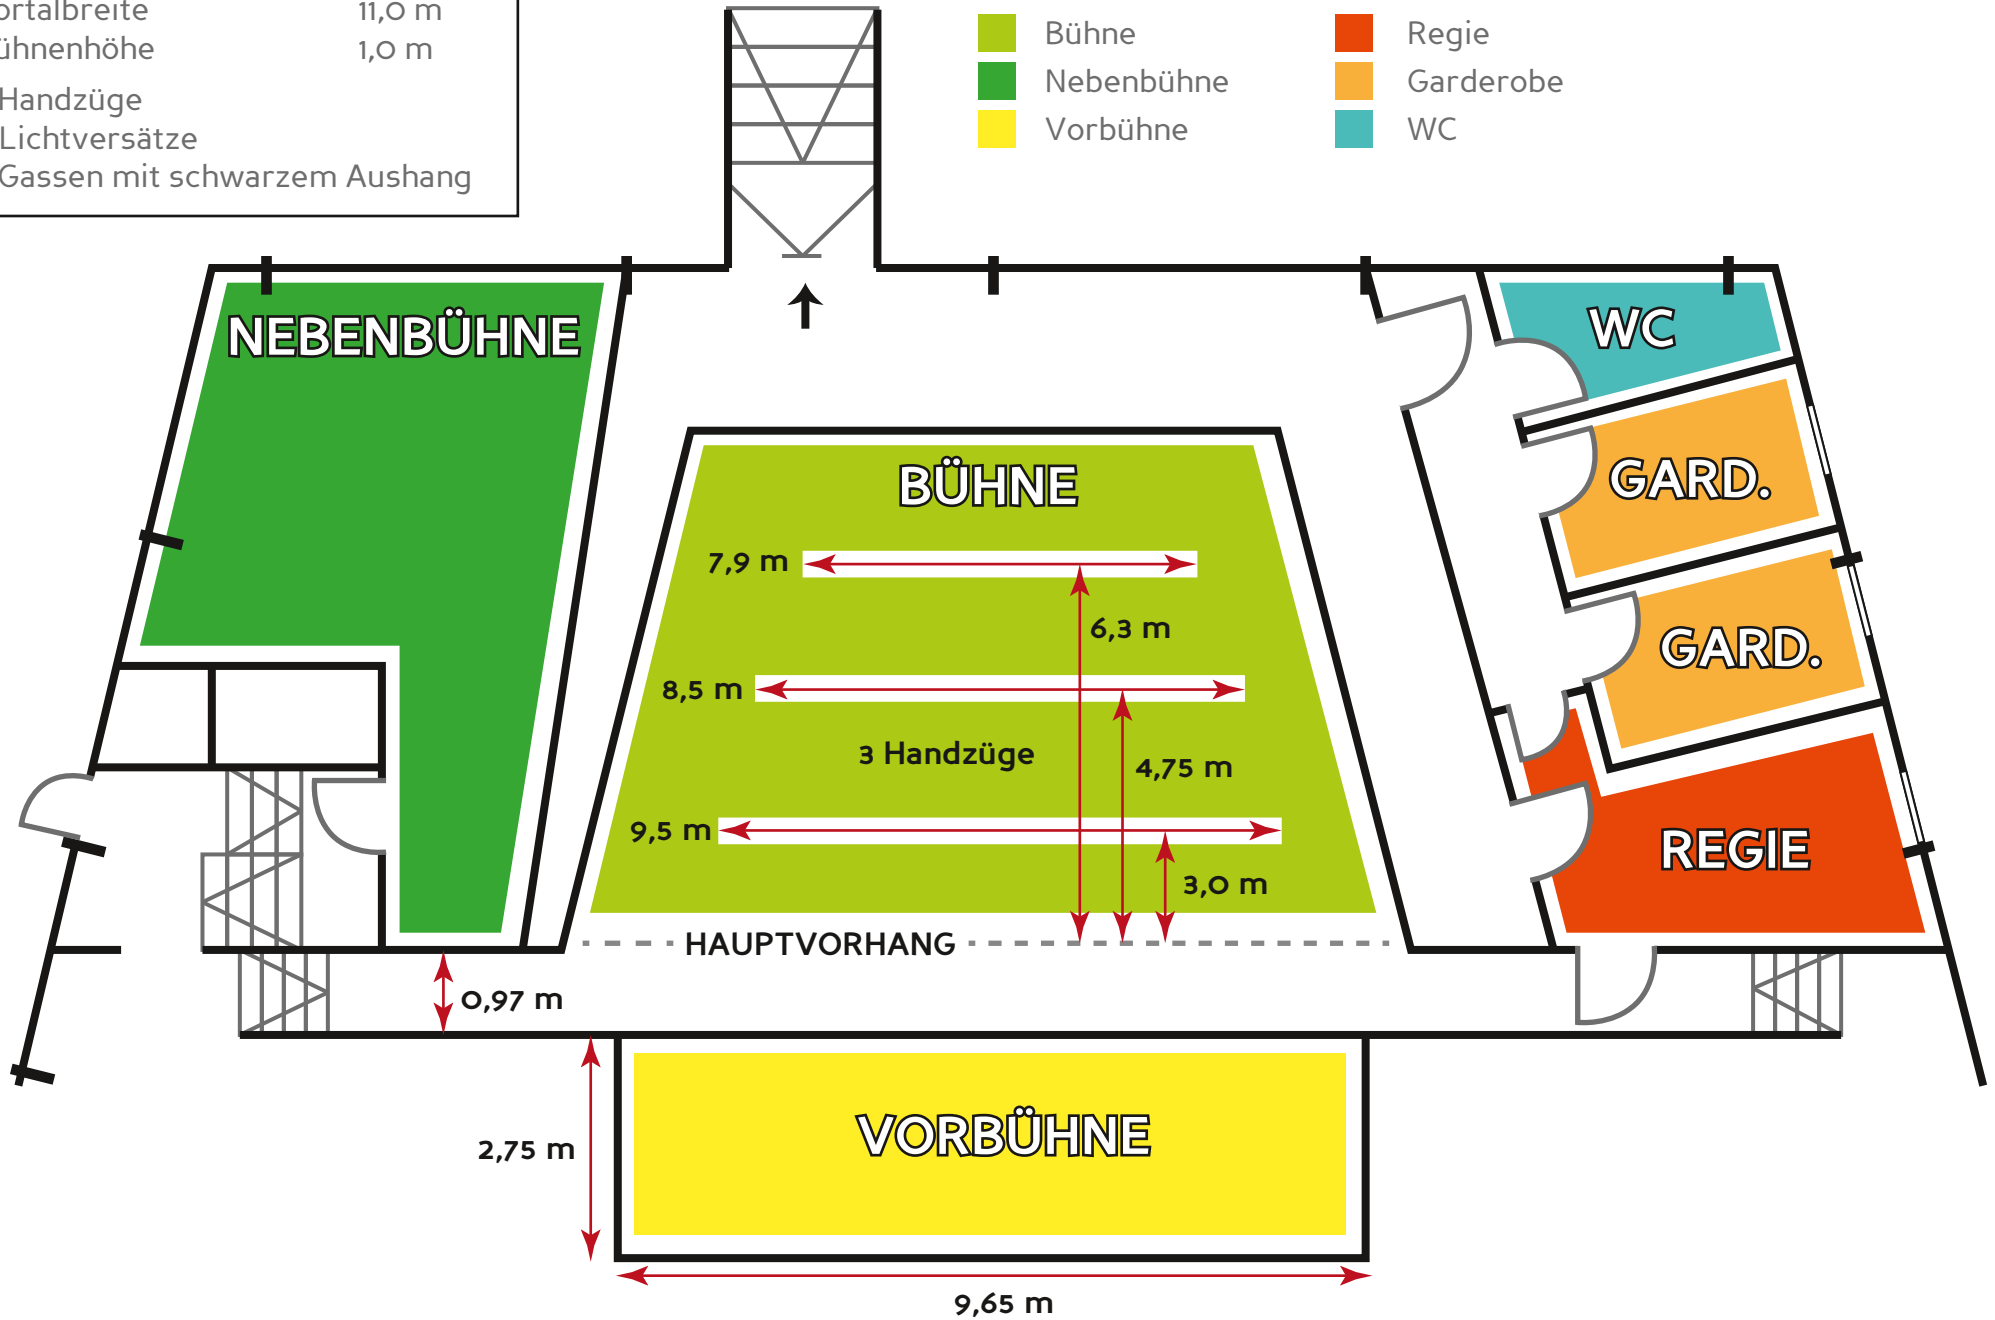 ortalbreite 11,0 m
ühnenhöhe 1,0 m
Handzüge
Lichtversätze
Gassen mit schwarzem Aushang
Bühne
Nebenbühne
Vorbühne
Regie
Garderobe
WC
NEBENBÜHNE
WC
GARD.
GARD.
REGIE
BÜHNE
7,9 m
6,3 m
8,5 m
3 Handzüge
4,75 m
9,5 m
3,0 m
HAUPTVORHANG
0,97 m
VORBÜHNE
2,75 m
9,65 m